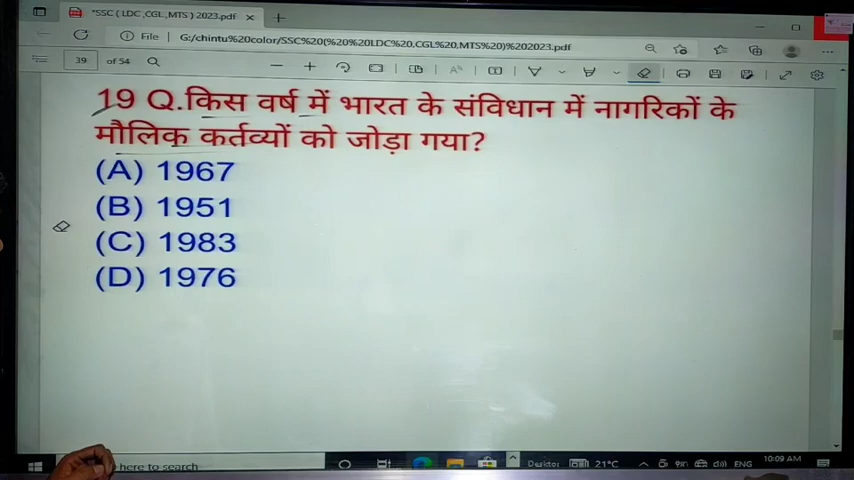 *SSC ( LDC ,CGL ,MTS ) 2023.pdf
File G:/chintu%20color/SSC%20(%20%20LDC%20,CGL%20,MTS%20)%202023.pdf
39 of 54
19 Q.किस वर्ष में भारत के संविधान में नागरिकों के
मौलिक कर्तव्यों को जोड़ा गया?
(A) 1967
(B) 1951
(C) 1983
(D) 1976
here to search
Desktop
21°C
ENG
10:09 AM